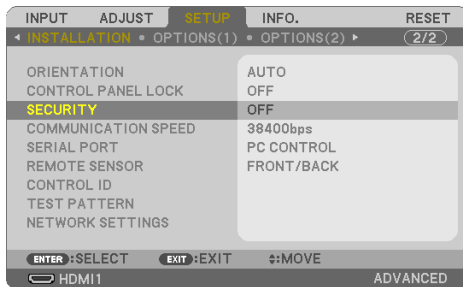 INPUT ADJUST SETUP INFO. RESET
◂ INSTALLATION • OPTIONS(1) • OPTIONS(2) ▸ 2/2
ORIENTATION AUTO
CONTROL PANEL LOCK OFF
SECURITY OFF
COMMUNICATION SPEED 38400bps
SERIAL PORT PC CONTROL
REMOTE SENSOR FRONT/BACK
CONTROL ID
TEST PATTERN
NETWORK SETTINGS
ENTER :SELECT EXIT :EXIT ♦:MOVE
HDMI1 ADVANCED